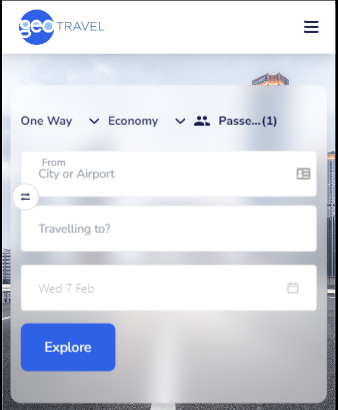 geo TRAVEL
One Way Economy Passe...(1)
From
City or Airport
Travelling to?
Wed 7 Feb
Explore